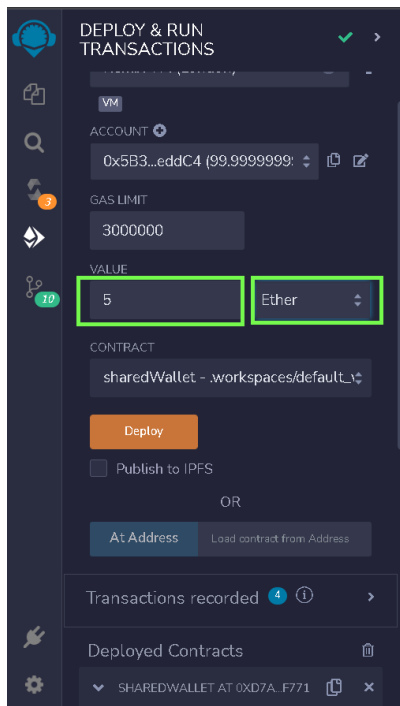 DEPLOY & RUN
TRANSACTIONS
VM
ACCOUNT
0x5B3...eddC4 (99.9999999
GAS LIMIT
3000000
3
VALUE
5 Ether
10
CONTRACT
sharedWallet - .workspaces/default_
Deploy
Publish to IPFS
OR
At Address Load contract from Address
Transactions recorded 4 i
Deployed Contracts
SHAREDWALLET AT 0XD7A...F771